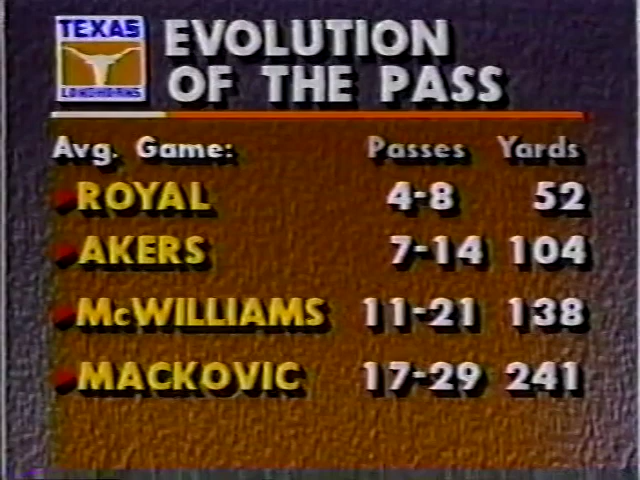 TEXAS
LONGHORNS
EVOLUTION
OF THE PASS
Avg. Game: Passes Yards
ROYAL 4-8 52
AKERS 7-14 104
McWILLIAMS 11-21 138
MACKOVIC 17-29 241